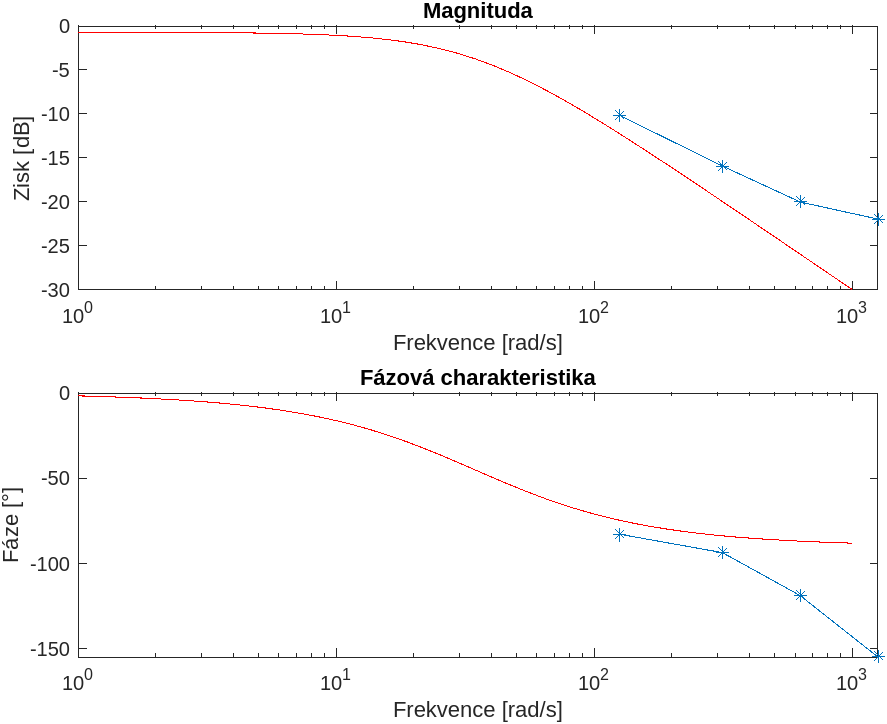 Magnituda
0
-5
-10
-15
-20
-25
-30
Zisk [dB]
10^0 10^1 10^2 10^3
Frekvence [rad/s]
Fázová charakteristika
0
-50
-100
-150
Fáze [°]
10^0 10^1 10^2 10^3
Frekvence [rad/s]